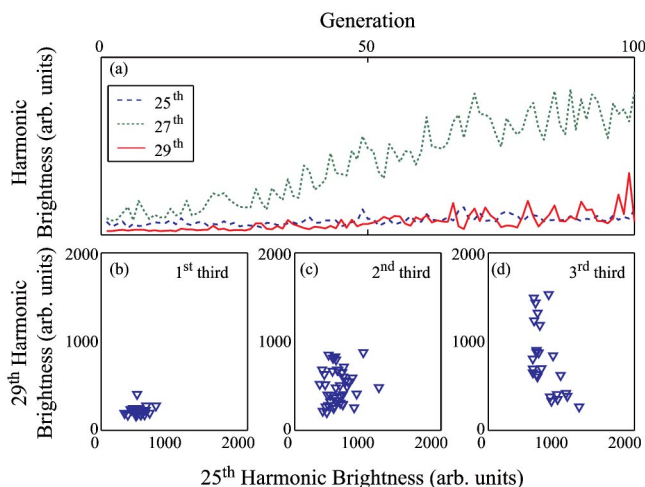 Generation
0 50 100
Harmonic
Brightness (arb. units)
(a)
25th
27th
29th
29th Harmonic
Brightness (arb. units)
2000
1000
0
(b) 1st third
0 1000 2000
2000
1000
0
(c) 2nd third
0 1000 2000
2000
1000
0
(d) 3rd third
0 1000 2000
25th Harmonic Brightness (arb. units)